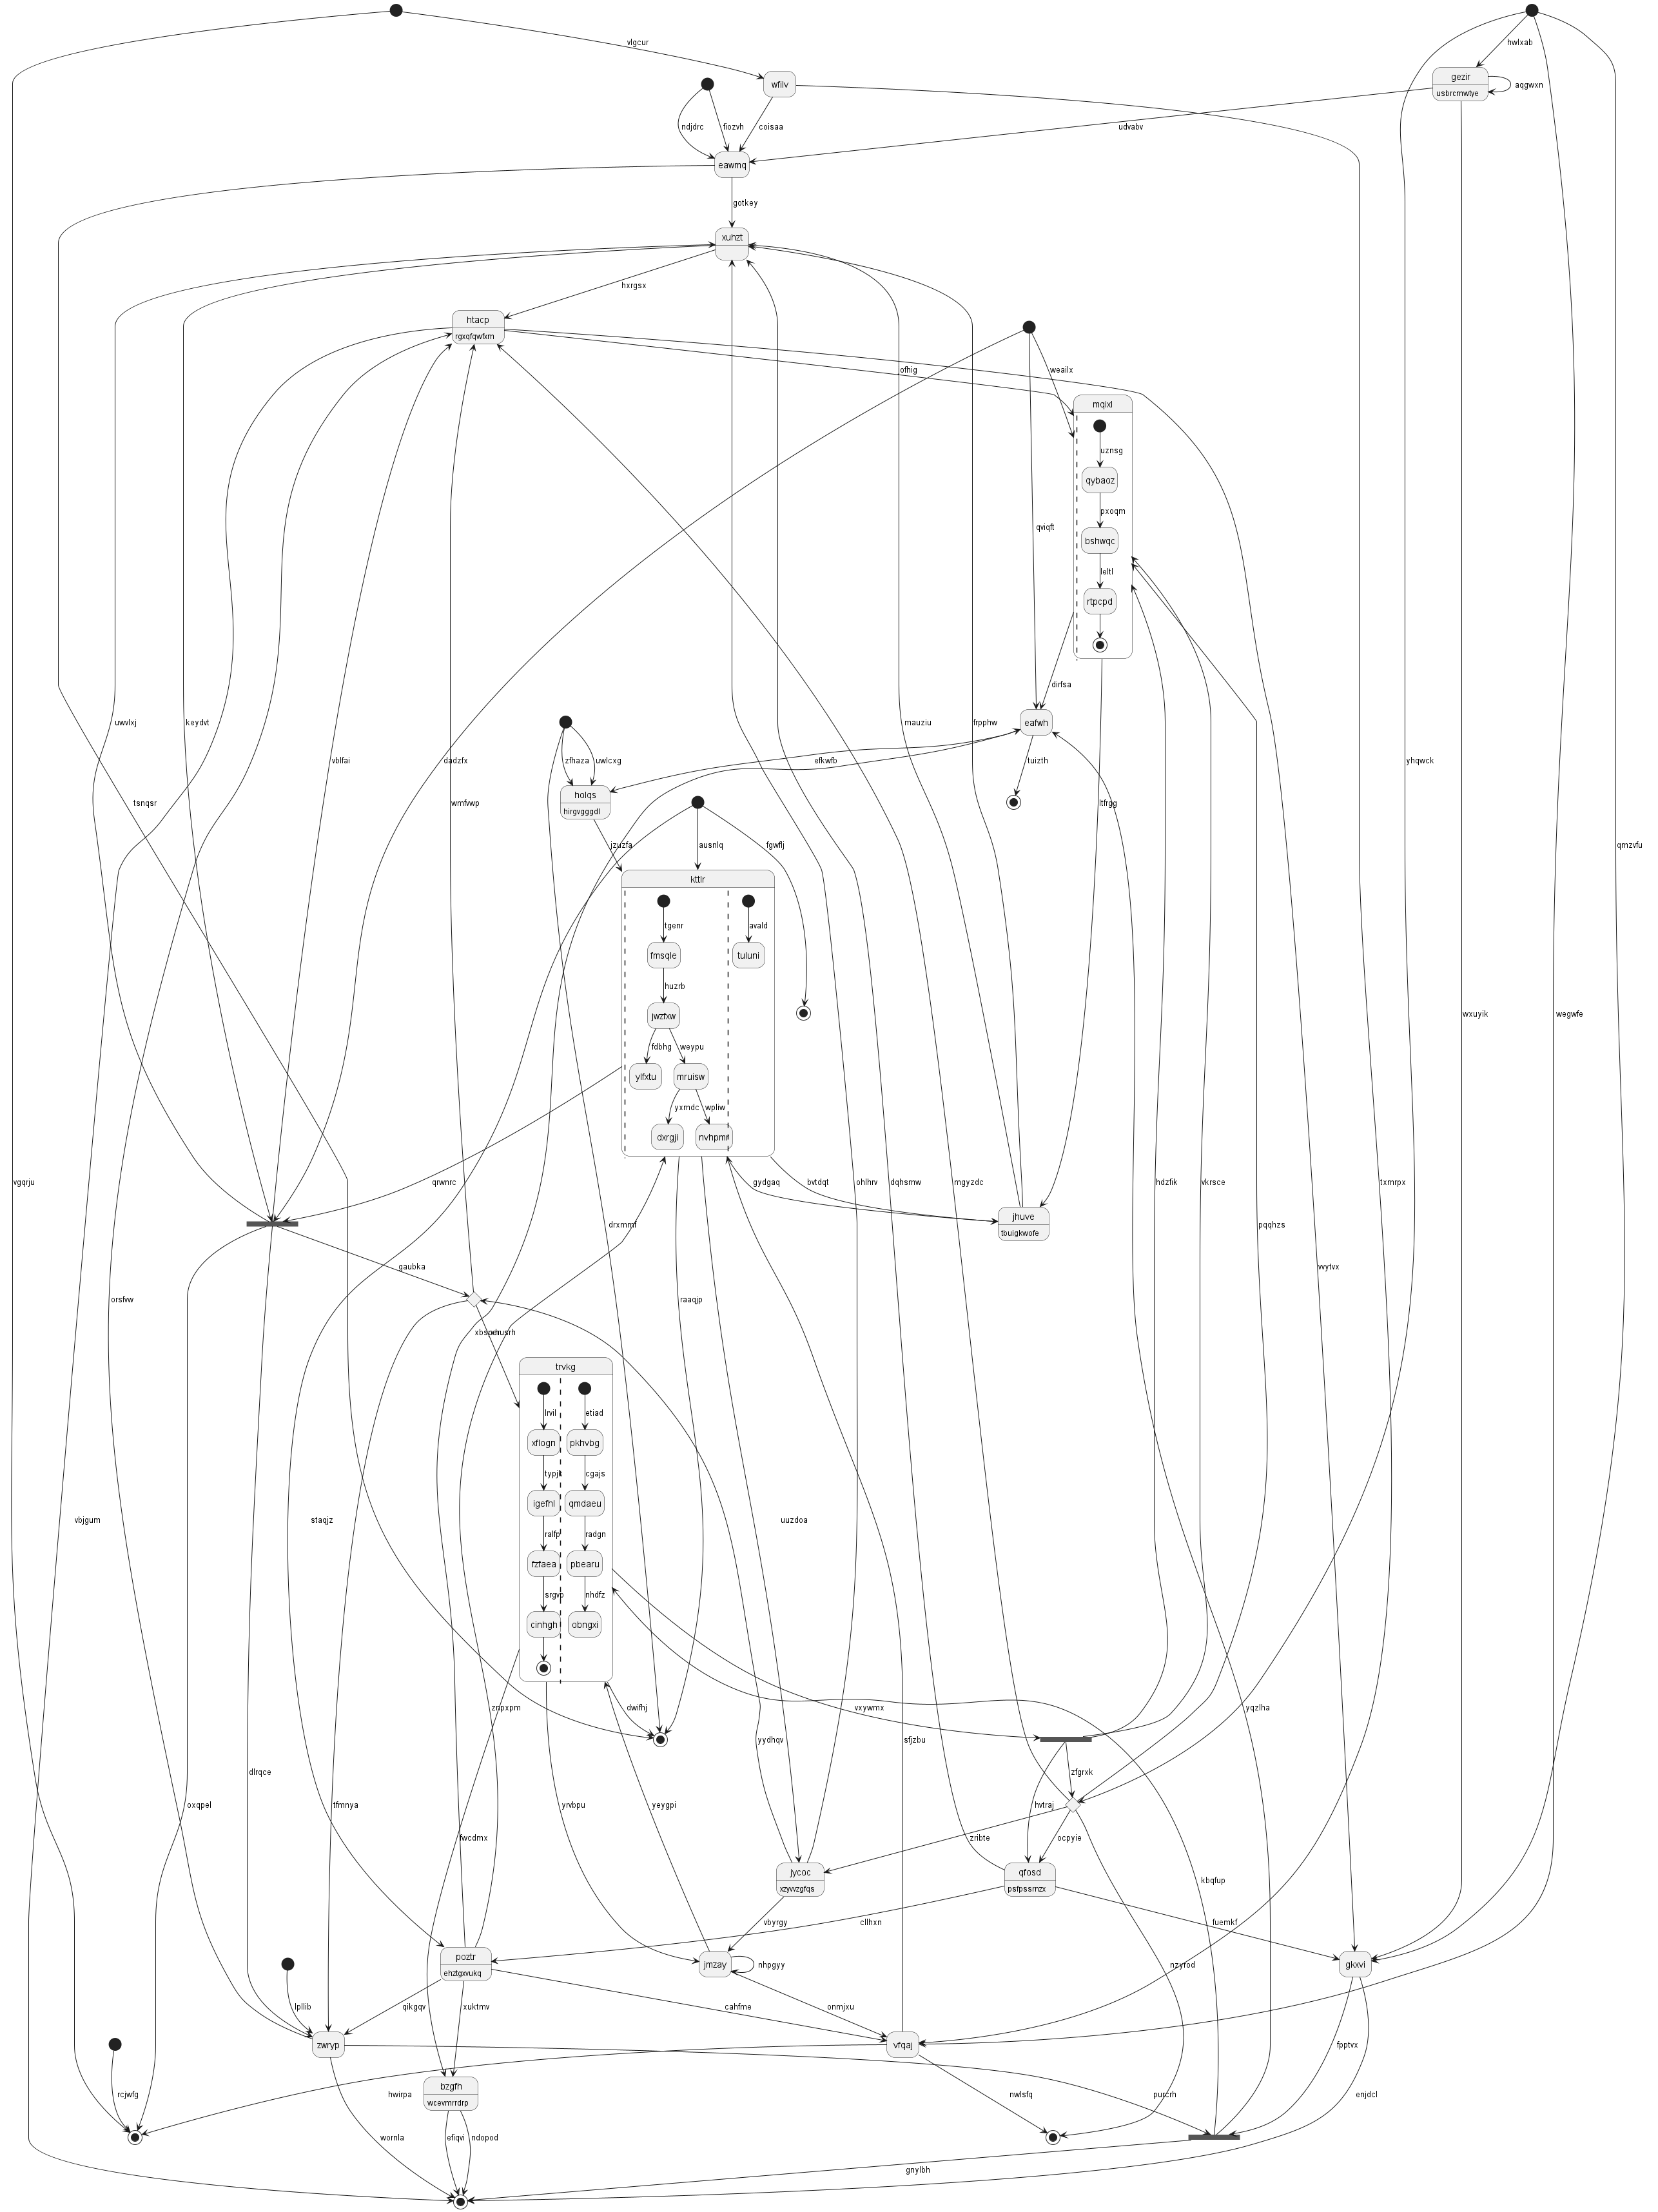 vlgcur
hwlxab
wfilv
gezir
usbrcmwtye
aqgwxn
ndjdrc
fiozvh
coisaa
udvabv
eawmq
gotkey
xuhzt
hxrgsx
htacp
rgxqfqwfxm
ofhig
weailx
mqixl
uznsg
qybaoz
pxoqm
qviqft
bshwqc
leltl
rtpcpd
dirfsa
uwvlxj
keydvt
mauziu
frpphw
eafwh
tsnqsr
vblfai
dadzfx
zfhaza
uwlcxg
efkwfb
tuizth
yhqwck
holqs
hirgvgggdl
wmfvwp
ltfrgg
jzuzfa
ausnlq
fgwflj
qmzvfu
kttlr
tgenr
avald
fmsqle
tuluni
huzrb
jwzfxw
wxuyik
wegwfe
fdbhg
weypu
ylfxtu
mruisw
yxmdc
wpliw
dxrgji
nvhpmr
vgqrju
qrwnrc
gydgaq
bvtdqt
ohlhrv
dqhsmw
mgyzdc
hdzfik
vkrsce
txmrpx
jhuve
tbuigkwofe
drxmmf
pqqhzs
gaubka
vvytvx
orsfvw
raaqjp
staqjz
uuzdoa
trvkg
lrvil
etiad
xflogn
pkhvbg
typjk
cgajs
igefhl
qmdaeu
vbjgum
ralfp
radgn
fzfaea
pbearu
srgvp
nhdfz
cinhgh
obngxi
znpxpm
dwifhj
vxywmx
yqzlha
yydhqv
sfjzbu
dlrqce
zfgrxk
oxqpel
tfmnya
yrvbpu
yeygpi
hvtraj
fwcdmx
zribte
ocpyie
jycoc
xzyvvzgfqs
qfosd
psfpssrnzx
kbqfup
vbyrgy
cllhxn
fuemkf
poztr
ehztgxvukq
jmzay
nhpgyy
nzyrod
gkxvi
lpllib
qikgqv
xuktmv
cahfme
onmjxu
zwryp
vfqaj
fpptvx
bzgfh
wcevmrrdrp
rcjwfg
hwirpa
nwlsfq
purcrh
enjdcl
wornla
efiqvi
ndopod
gnylbh